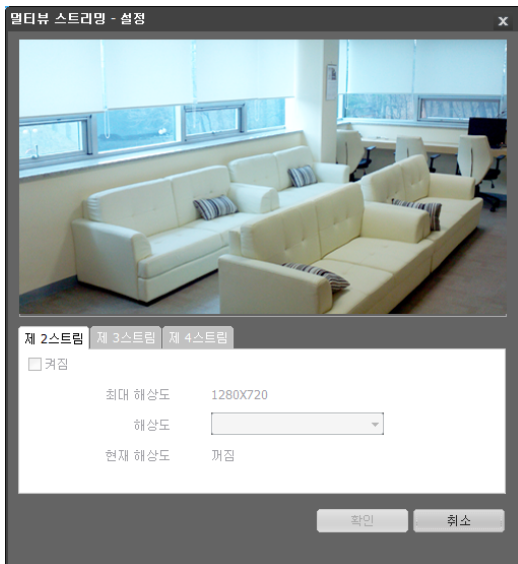 멀티뷰 스트리밍 - 설정
x
제 2스트림 제 3스트림 제 4스트림
켜짐
최대 해상도 1280X720
해상도
현재 해상도 꺼짐
확인 취소